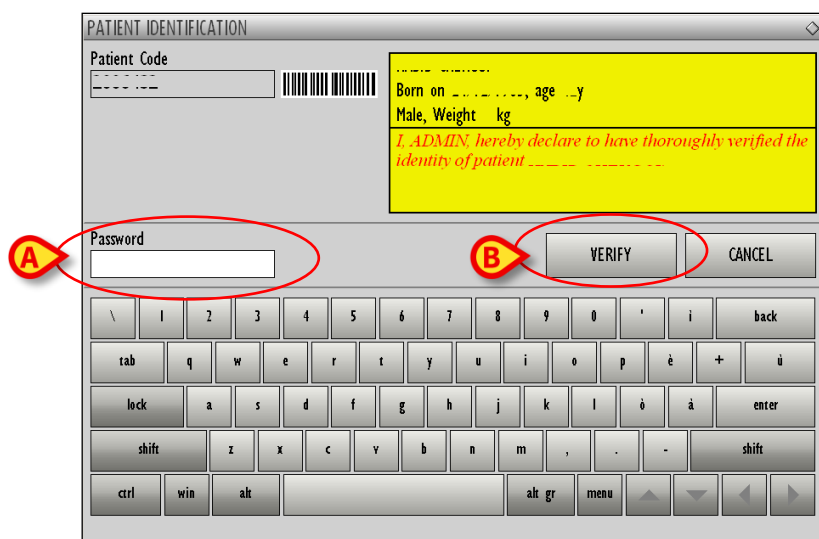 PATIENT IDENTIFICATION
Patient Code
Born on , age y
Male, Weight kg
I, ADMIN, hereby declare to have thoroughly verified the
identity of patient
A
Password
B
VERIFY
CANCEL
\ 1 2 3 4 5 6 7 8 9 0 ' ì back
tab q w e r t y u i o p è + ù
lock a s d f g h j k l ò à enter
shift z x c v b n m , . - shift
ctrl win alt alt gr menu